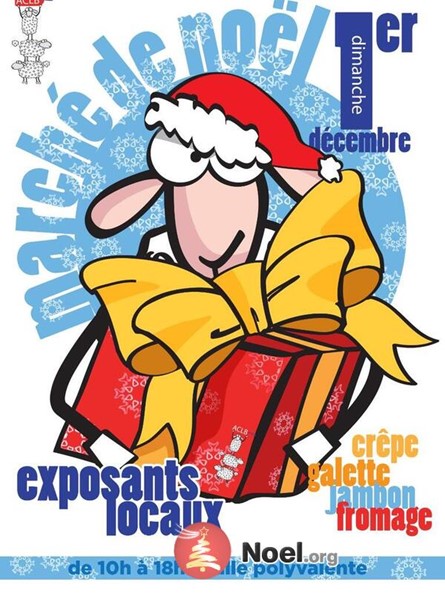 ACLB
marché de noël
dimanche
1er
décembre
ACLB
exposants
locaux
crêpe
galette
jambon
fromage
Noel.org
de 10h à 18h polyvalente